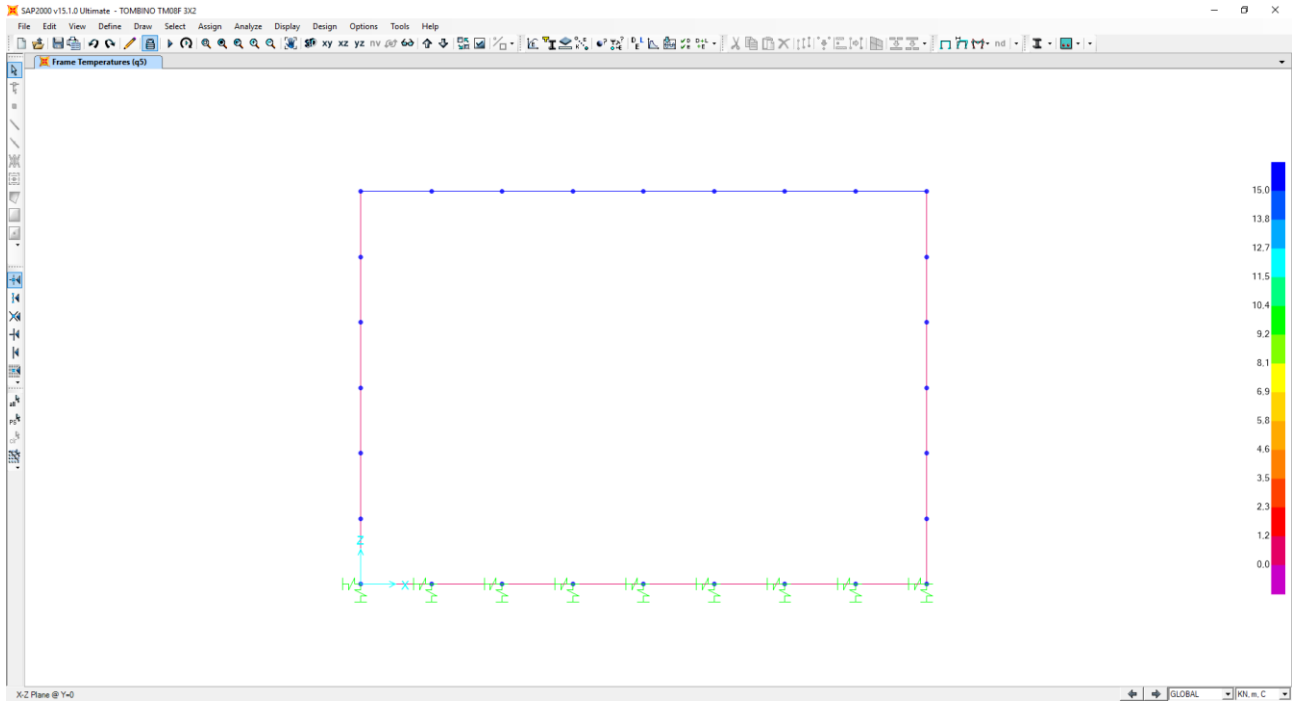 SAP2000 v15.1.0 Ultimate - TOMBINO TM08F 3X2
File Edit View Define Draw Select Assign Analyze Display Design Options Tools Help
xy xz yz nv nd
Frame Temperatures (q5)
15.0
13.8
12.7
11.5
10.4
9.2
8.1
6.9
5.8
4.6
3.5
2.3
1.2
0.0
Z
X
X-Z Plane @ Y=0
GLOBAL
KN, m, C